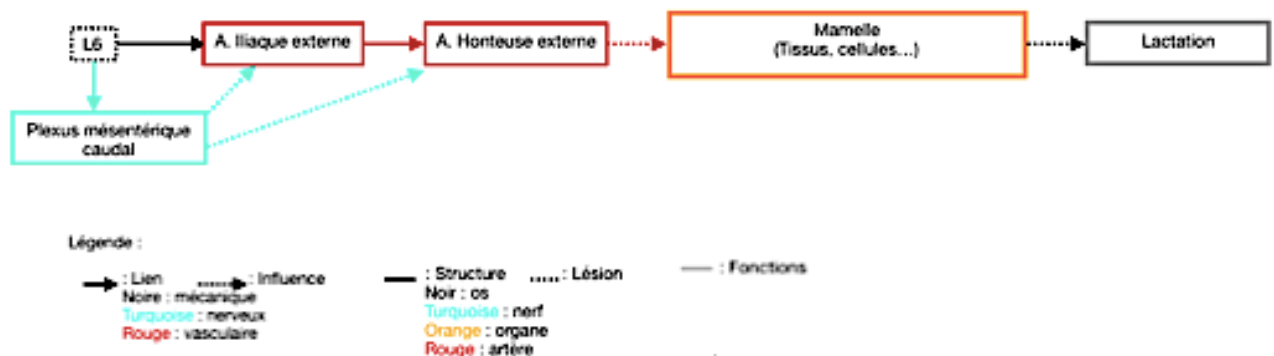 L6
A. Iliaque externe
A. Honteuse externe
Mamelle
(Tissus, cellules...)
Lactation
Plexus mésentérique
caudal
Légende :
: Lien
: Influence
Noire : mécanique
Turquoise : nerveux
Rouge : vasculaire
: Structure
: Lésion
Noir : os
Turquoise : nerf
Orange : organe
Rouge : artère
: Fonctions